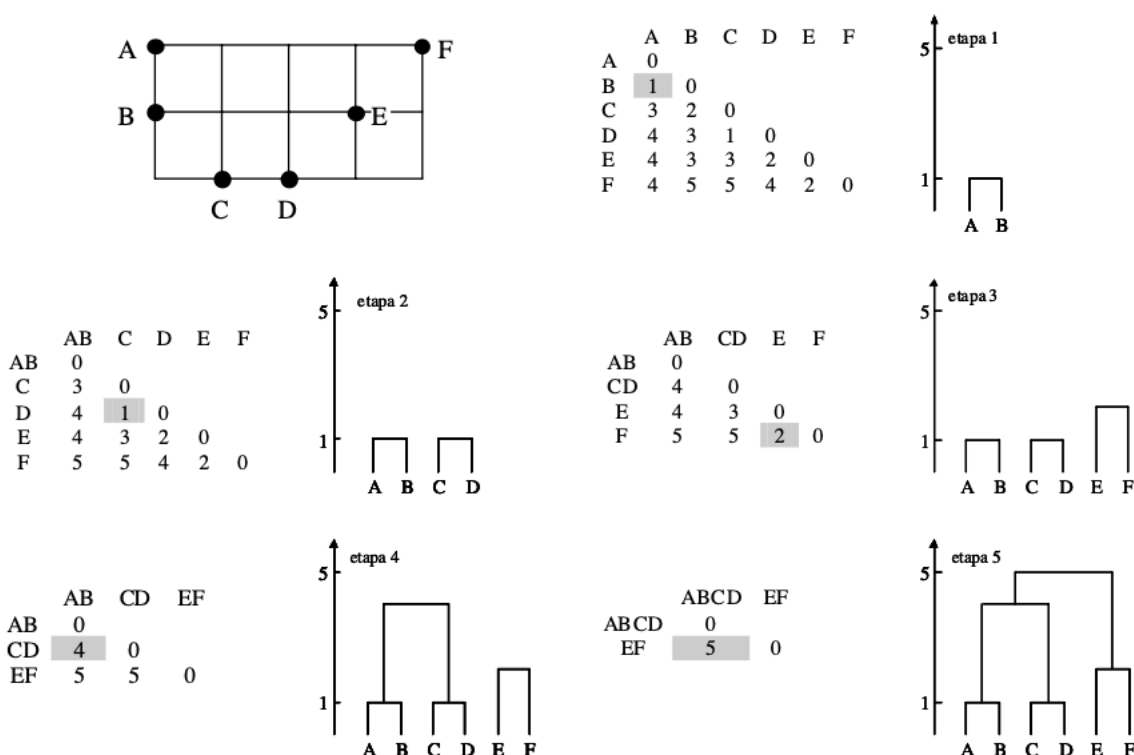 A F
B E
C D
A B C D E F
A 0
B 1 0
C 3 2 0
D 4 3 1 0
E 4 3 3 2 0
F 4 5 5 4 2 0
etapa 1
5
1
A B
AB C D E F
AB 0
C 3 0
D 4 1 0
E 4 3 2 0
F 5 5 4 2 0
etapa 2
5
1
A B C D
AB CD E F
AB 0
CD 4 0
E 4 3 0
F 5 5 2 0
etapa 3
5
1
A B C D E F
AB CD EF
AB 0
CD 4 0
EF 5 5 0
etapa 4
5
1
A B C D E F
ABCD EF
ABCD 0
EF 5 0
etapa 5
5
1
A B C D E F